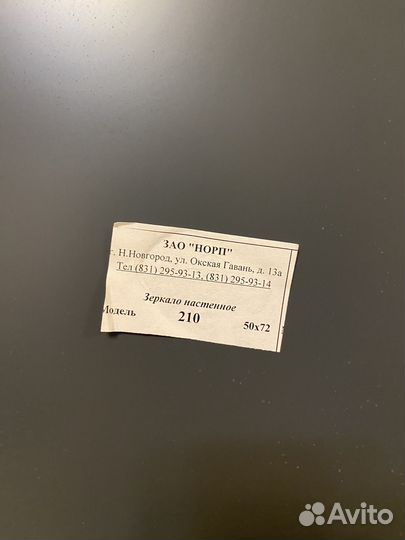 ЗАО "НОРП"
г. Н.Новгород, ул. Окская Гавань, д. 13а
Тел (831) 295-93-13, (831) 295-93-14
Зеркало настенное
Модель 210 50х72
Avito